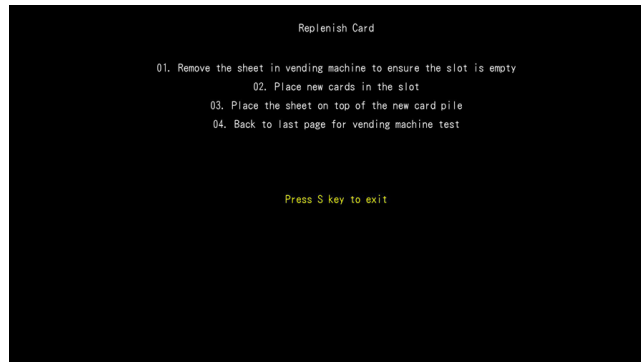 Replenish Card
01. Remove the sheet in vending machine to ensure the slot is empty
02. Place new cards in the slot
03. Place the sheet on top of the new card pile
04. Back to last page for vending machine test
Press S key to exit